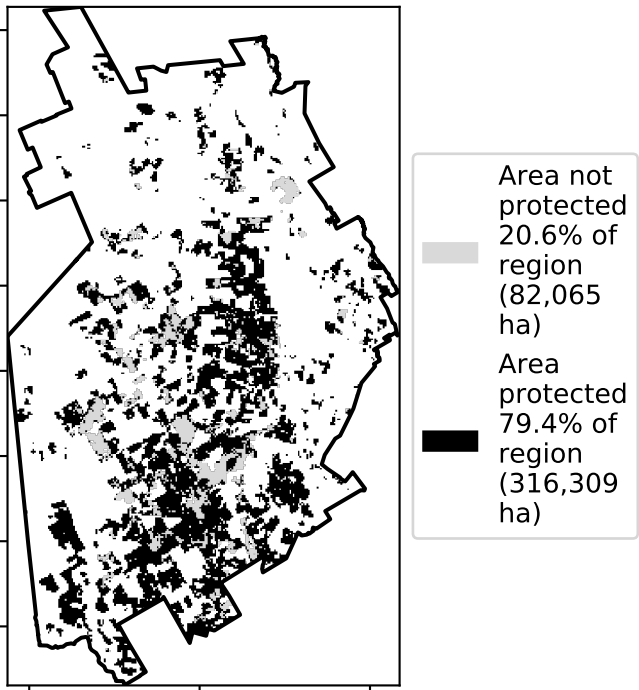 Area not
protected
20.6% of
region
(82,065
ha)
Area
protected
79.4% of
region
(316,309
ha)